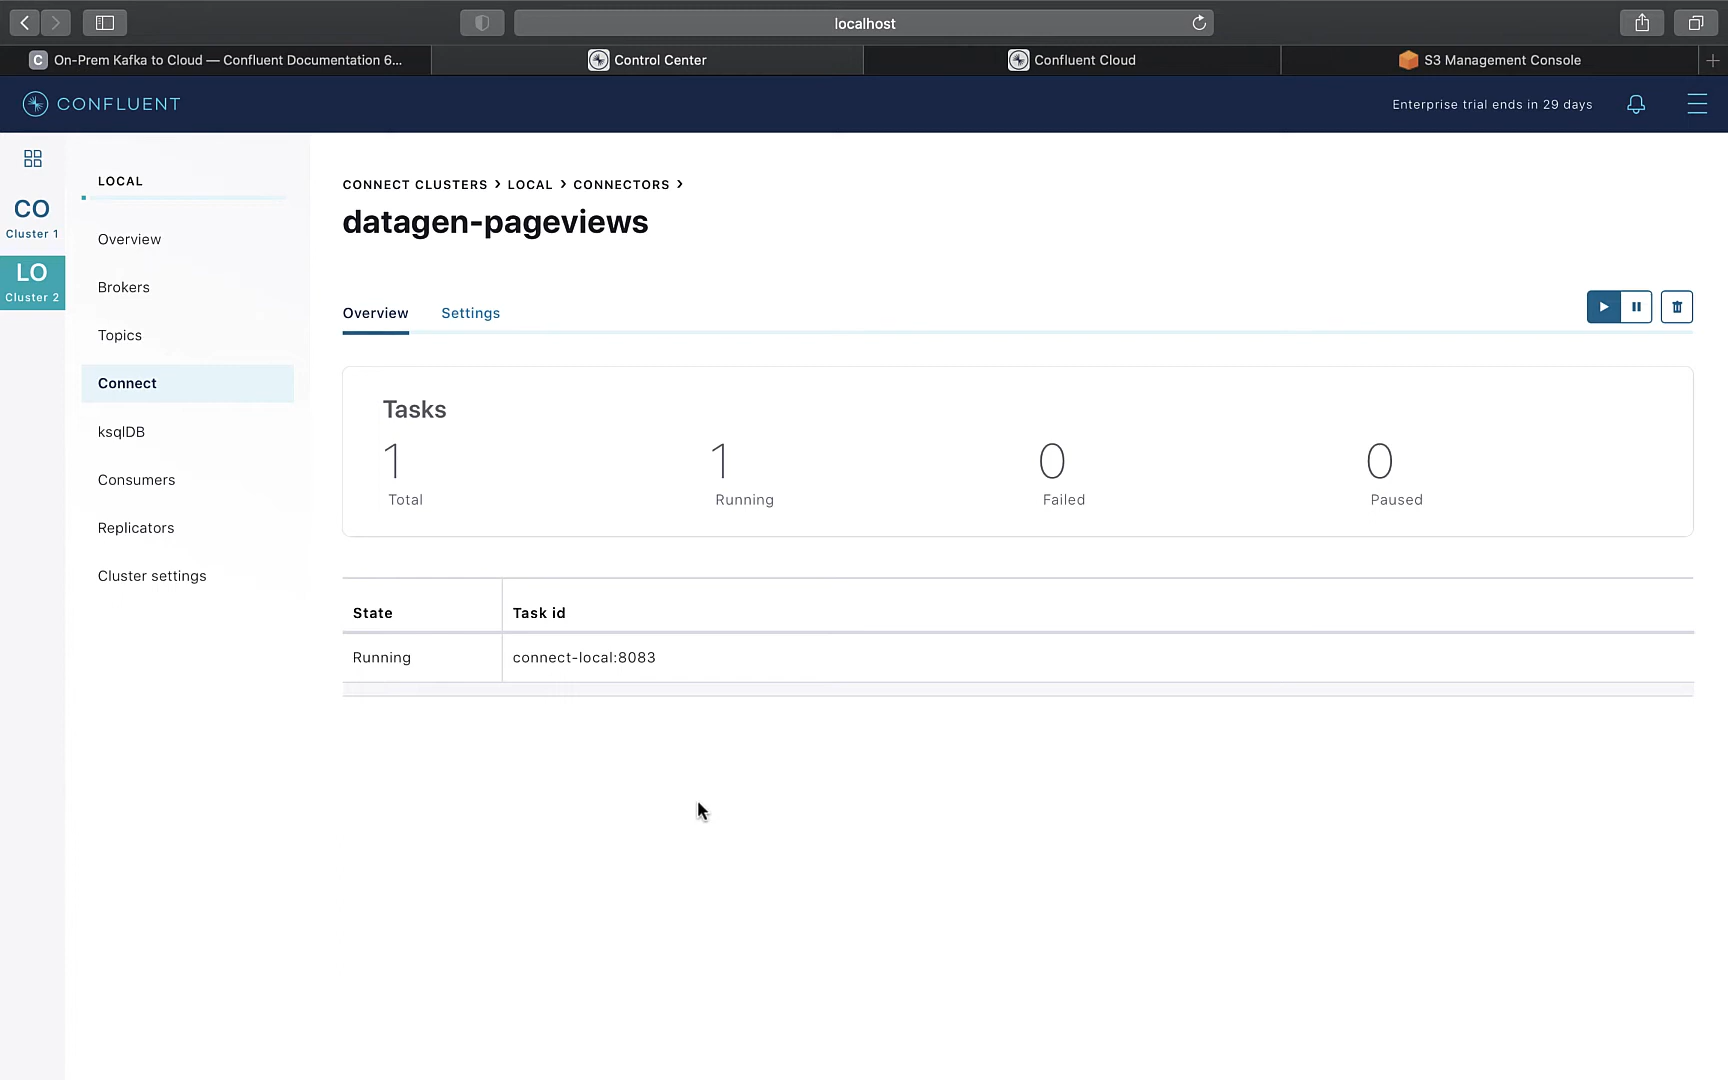 localhost
C On-Prem Kafka to Cloud — Confluent Documentation 6...
Control Center
Confluent Cloud
S3 Management Console
CONFLUENT
Enterprise trial ends in 29 days
CO
Cluster 1
LO
Cluster 2
LOCAL
Overview
Brokers
Topics
Connect
ksqlDB
Consumers
Replicators
Cluster settings
CONNECT CLUSTERS > LOCAL > CONNECTORS >
datagen-pageviews
Overview Settings
Tasks
1 1 0 0
Total Running Failed Paused
State Task id
Running connect-local:8083